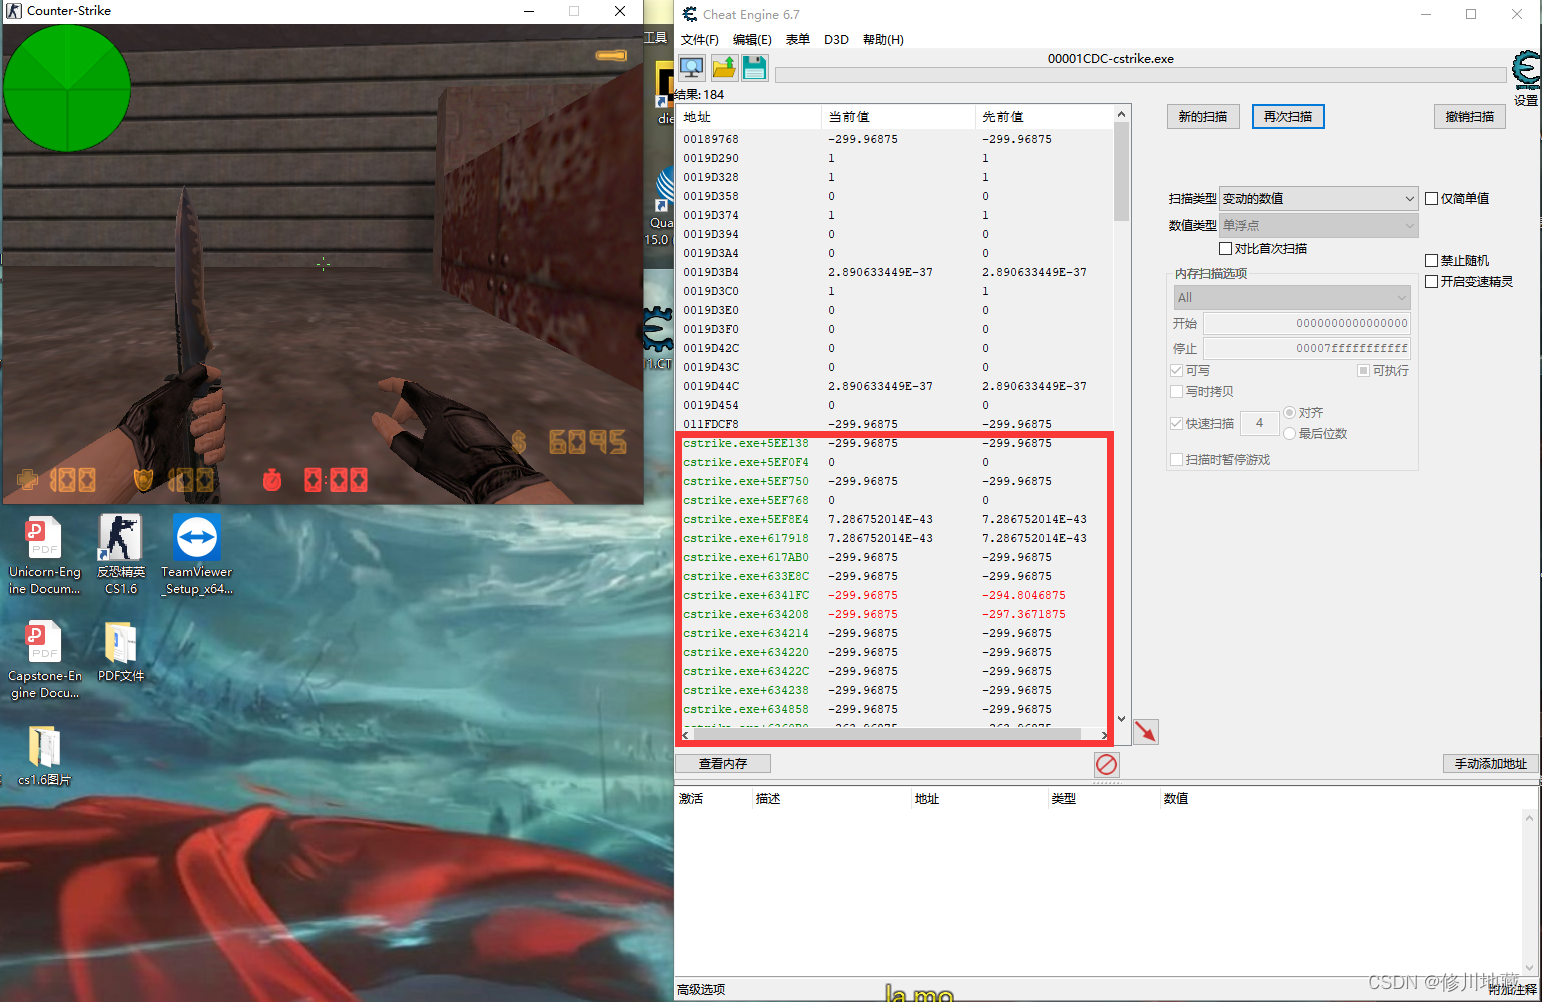 Counter-Strike
$ 6095
100
100
0:00
工具
die
Qua
15.0
1.CT
Unicorn-Eng
ine Docum...
反恐精英
CS1.6
TeamViewer
_Setup_x64...
Capstone-En
gine Docu...
PDF文件
cs1.6图片
Cheat Engine 6.7
文件(F) 编辑(E) 表单 D3D 帮助(H)
00001CDC-cstrike.exe
设置
结果: 184
地址 当前值 先前值
00189768 -299.96875 -299.96875
0019D290 1 1
0019D328 1 1
0019D358 0 0
0019D374 1 1
0019D394 0 0
0019D3A4 0 0
0019D3B4 2.890633449E-37 2.890633449E-37
0019D3C0 1 1
0019D3E0 0 0
0019D3F0 0 0
0019D42C 0 0
0019D43C 0 0
0019D44C 2.890633449E-37 2.890633449E-37
0019D454 0 0
011FDCF8 -299.96875 -299.96875
cstrike.exe+5EE138 -299.96875 -299.96875
cstrike.exe+5EF0F4 0 0
cstrike.exe+5EF750 -299.96875 -299.96875
cstrike.exe+5EF768 0 0
cstrike.exe+5EF8E4 7.286752014E-43 7.286752014E-43
cstrike.exe+617918 7.286752014E-43 7.286752014E-43
cstrike.exe+617AB0 -299.96875 -299.96875
cstrike.exe+633E8C -299.96875 -299.96875
cstrike.exe+6341FC -299.96875 -294.8046875
cstrike.exe+634208 -299.96875 -297.3671875
cstrike.exe+634214 -299.96875 -299.96875
cstrike.exe+634220 -299.96875 -299.96875
cstrike.exe+63422C -299.96875 -299.96875
cstrike.exe+634238 -299.96875 -299.96875
cstrike.exe+634858 -299.96875 -299.96875
新的扫描 再次扫描 撤销扫描
扫描类型 变动的数值 仅简单值
数值类型 单浮点
对比首次扫描
禁止随机
开启变速精灵
内存扫描选项
All
开始 0000000000000000
停止 00007fffffffffff
可写 可执行
写时拷贝
快速扫描 4 对齐
最后位数
扫描时暂停游戏
查看内存 手动添加地址
激活 描述 地址 类型 数值
高级选项 附加注释
la mo
CSDN @修川地藏